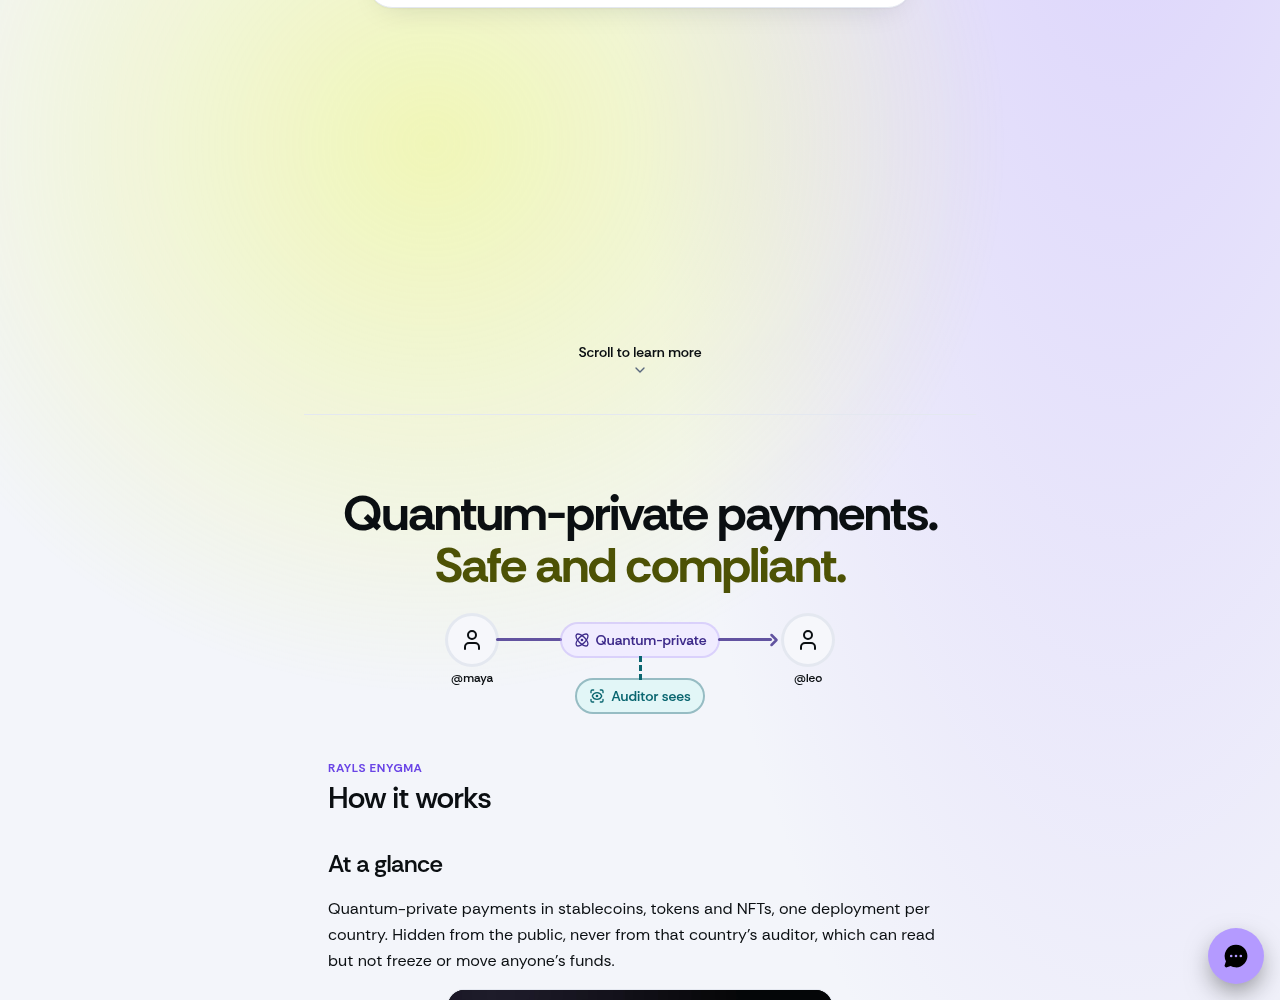 Scroll to learn more
Quantum-private payments.
Safe and compliant.
Quantum-private
@maya
@leo
Auditor sees
RAYLS ENYGMA
How it works
At a glance
Quantum-private payments in stablecoins, tokens and NFTs, one deployment per
country. Hidden from the public, never from that country’s auditor, which can read
but not freeze or move anyone’s funds.